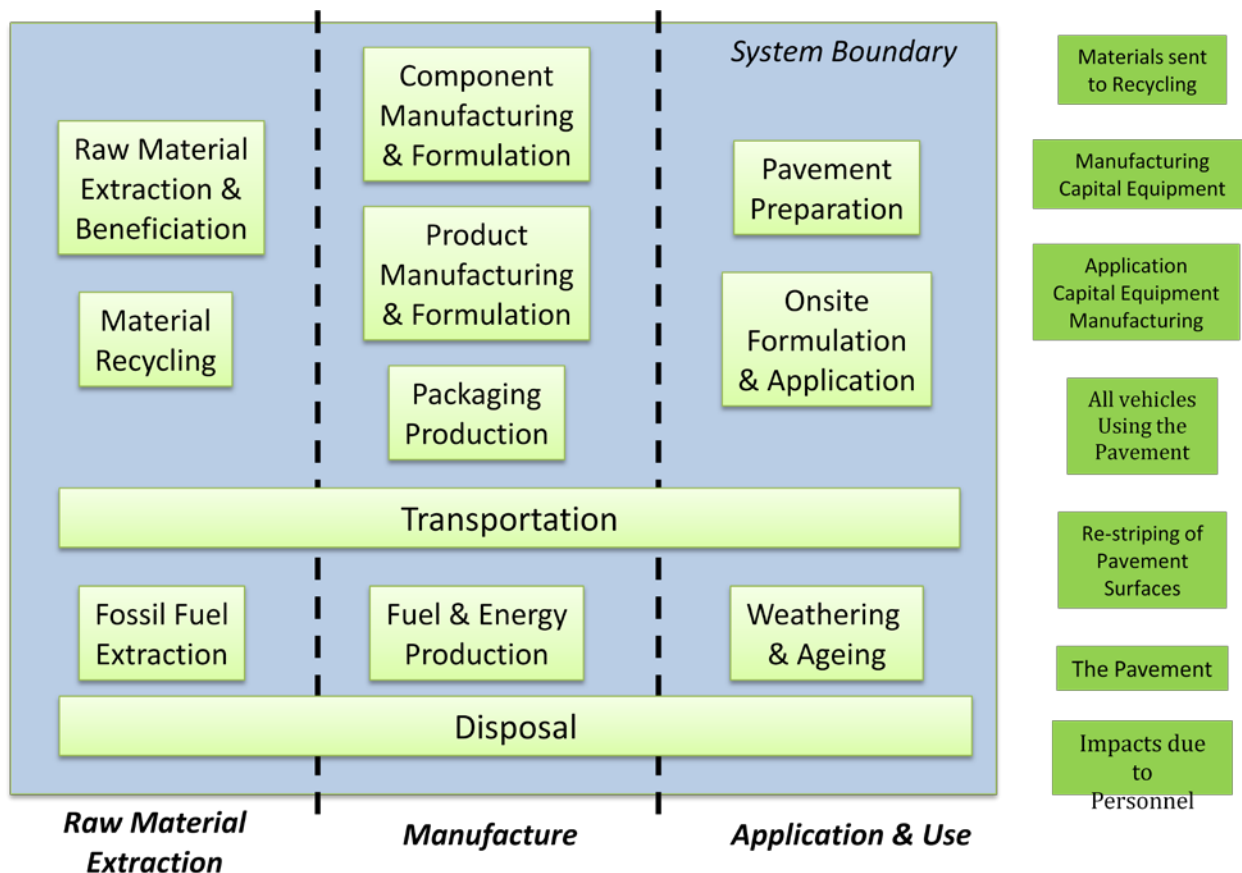 System Boundary
Raw Material
Extraction &
Beneficiation
Material
Recycling
Component
Manufacturing
& Formulation
Product
Manufacturing
& Formulation
Packaging
Production
Pavement
Preparation
Onsite
Formulation
& Application
Transportation
Fossil Fuel
Extraction
Fuel & Energy
Production
Weathering
& Ageing
Disposal
Raw Material
Extraction
Manufacture
Application & Use
Materials sent
to Recycling
Manufacturing
Capital Equipment
Application
Capital Equipment
Manufacturing
All vehicles
Using the
Pavement
Re-striping of
Pavement
Surfaces
The Pavement
Impacts due
to
Personnel